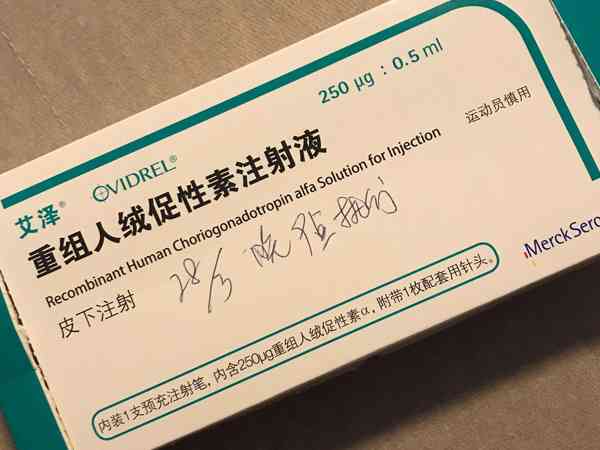 250 μg : 0.5 ml
艾泽® OVIDREL®
运动员慎用
重组人绒促性素注射液
Recombinant Human Choriogonadotropin alfa Solution for Injection
皮下注射
28/3 晚
MerckSero
内装1支预充注射笔,内含250μg重组人绒促性素α,附带1枚配套用针头。